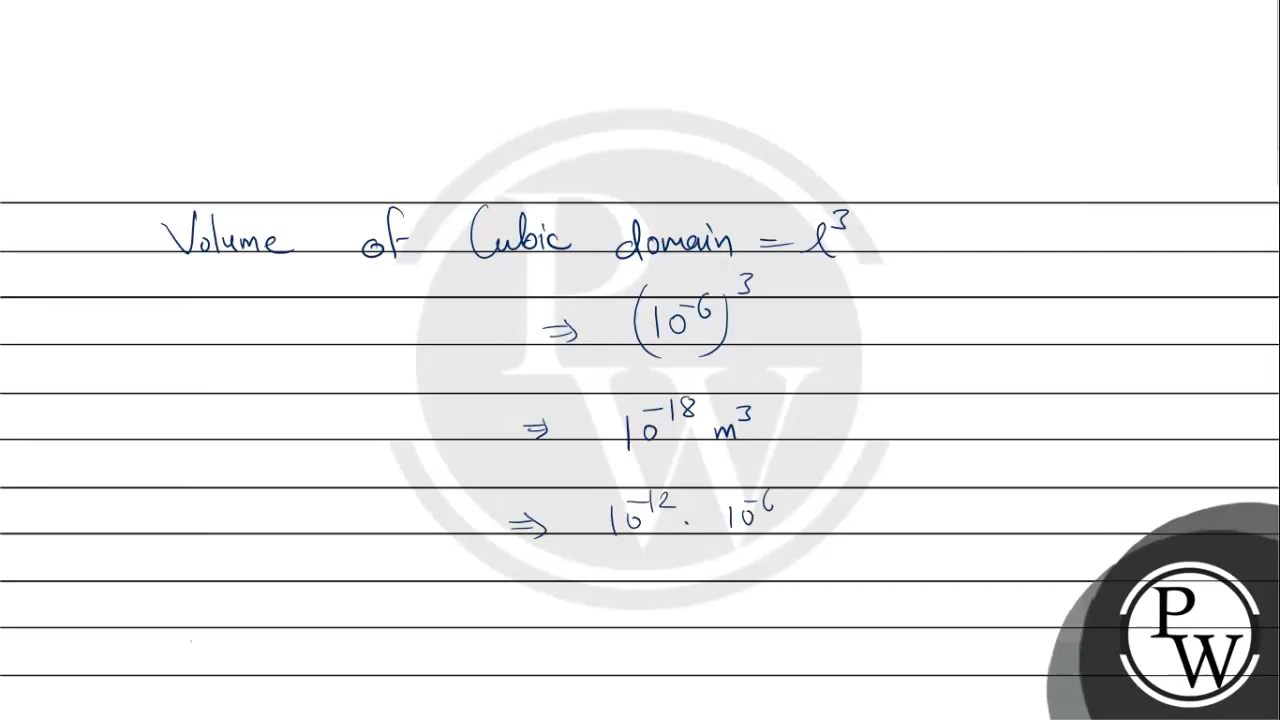 Volume of Cubic domain = l³
⇒ (10⁻⁶)³
⇒ 10⁻¹⁸ m³
⇒ 10⁻¹² . 10⁻⁶
P
W
P
W